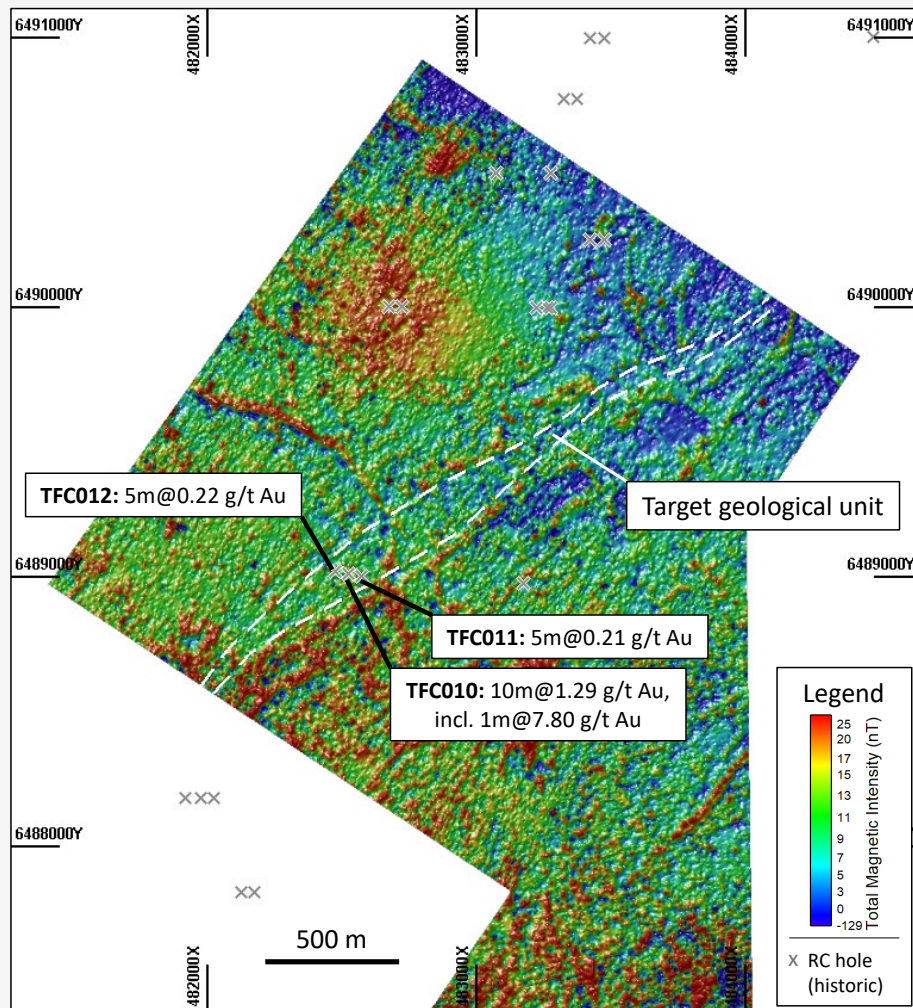 6491000Y
482000X
483000X
484000X
6491000Y
6490000Y
6490000Y
TFC012: 5m@0.22 g/t Au
Target geological unit
6489000Y
6489000Y
TFC011: 5m@0.21 g/t Au
TFC010: 10m@1.29 g/t Au,
incl. 1m@7.80 g/t Au
6488000Y
500 m
482000X
483000X
484000X
Legend
25
20
17
15
13
11
9
7
5
3
0
-129
Total Magnetic Intensity (nT)
x RC hole
(historic)